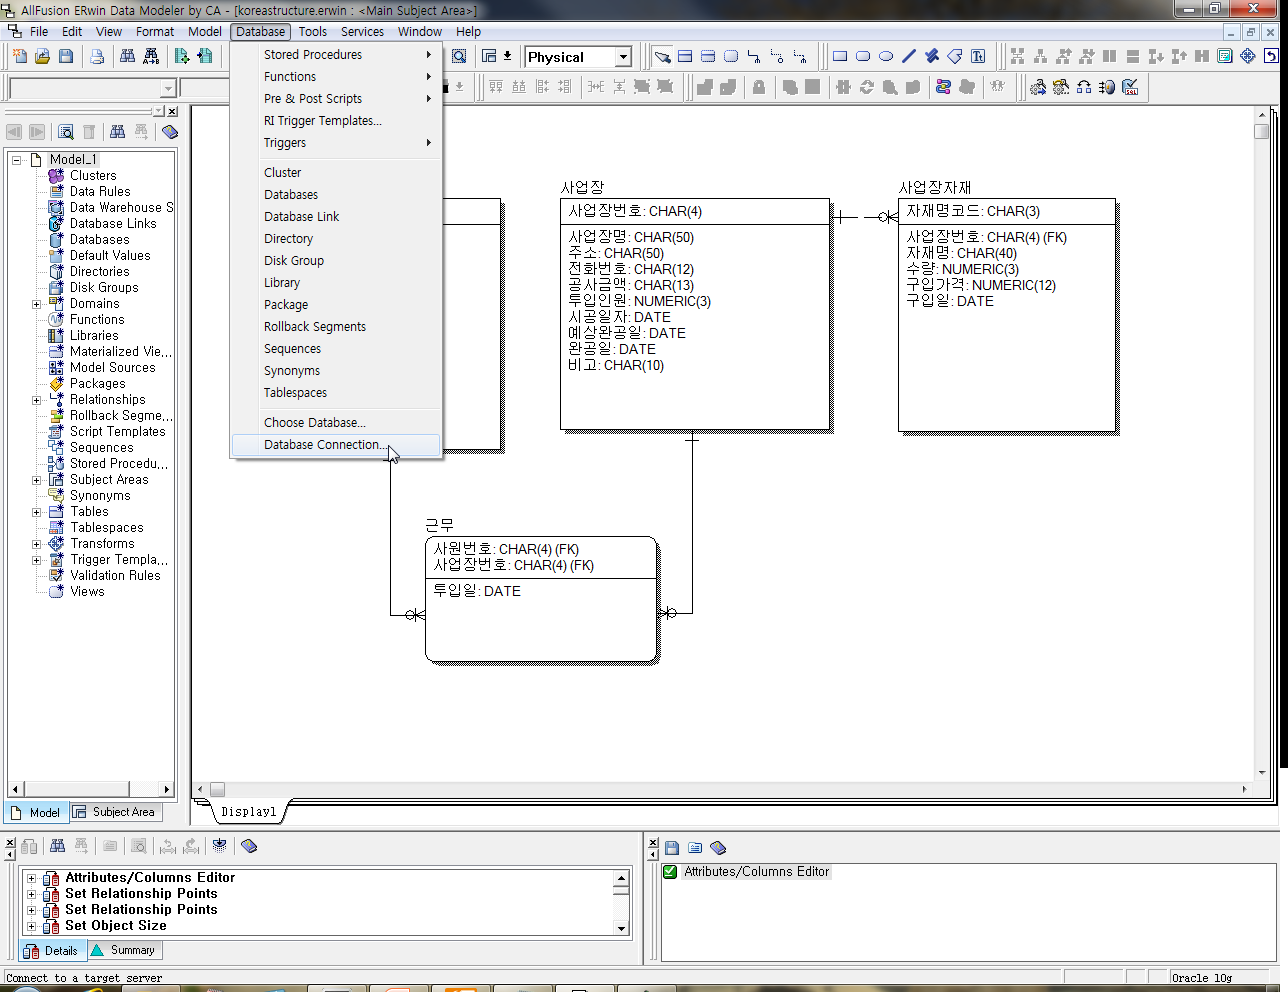 AllFusion ERwin Data Modeler by CA - [koreastructure.erwin : <Main Subject Area>]
File Edit View Format Model Database Tools Services Window Help
Physical
Stored Procedures
Functions
Pre & Post Scripts
RI Trigger Templates...
Triggers
Cluster
Databases
Database Link
Directory
Disk Group
Library
Package
Rollback Segments
Sequences
Synonyms
Tablespaces
Choose Database...
Database Connection...
Model_1
Clusters
Data Rules
Data Warehouse S
Database Links
Databases
Default Values
Directories
Disk Groups
Domains
Functions
Libraries
Materialized Vie...
Model Sources
Packages
Relationships
Rollback Segme...
Script Templates
Sequences
Stored Procedu...
Subject Areas
Synonyms
Tables
Tablespaces
Transforms
Trigger Templa...
Validation Rules
Views
Model Subject Area
사업장
사업장번호: CHAR(4)
사업장명: CHAR(50)
주소: CHAR(50)
전화번호: CHAR(12)
공사금액: CHAR(13)
투입인원: NUMERIC(3)
시공일자: DATE
예상완공일: DATE
완공일: DATE
비고: CHAR(10)
사업장자재
자재명코드: CHAR(3)
사업장번호: CHAR(4) (FK)
자재명: CHAR(40)
수량: NUMERIC(3)
구입가격: NUMERIC(12)
구입일: DATE
근무
사원번호: CHAR(4) (FK)
사업장번호: CHAR(4) (FK)
투입일: DATE
Display1
Attributes/Columns Editor
Set Relationship Points
Set Relationship Points
Set Object Size
Details Summary
Attributes/Columns Editor
Connect to a target server
Oracle 10g